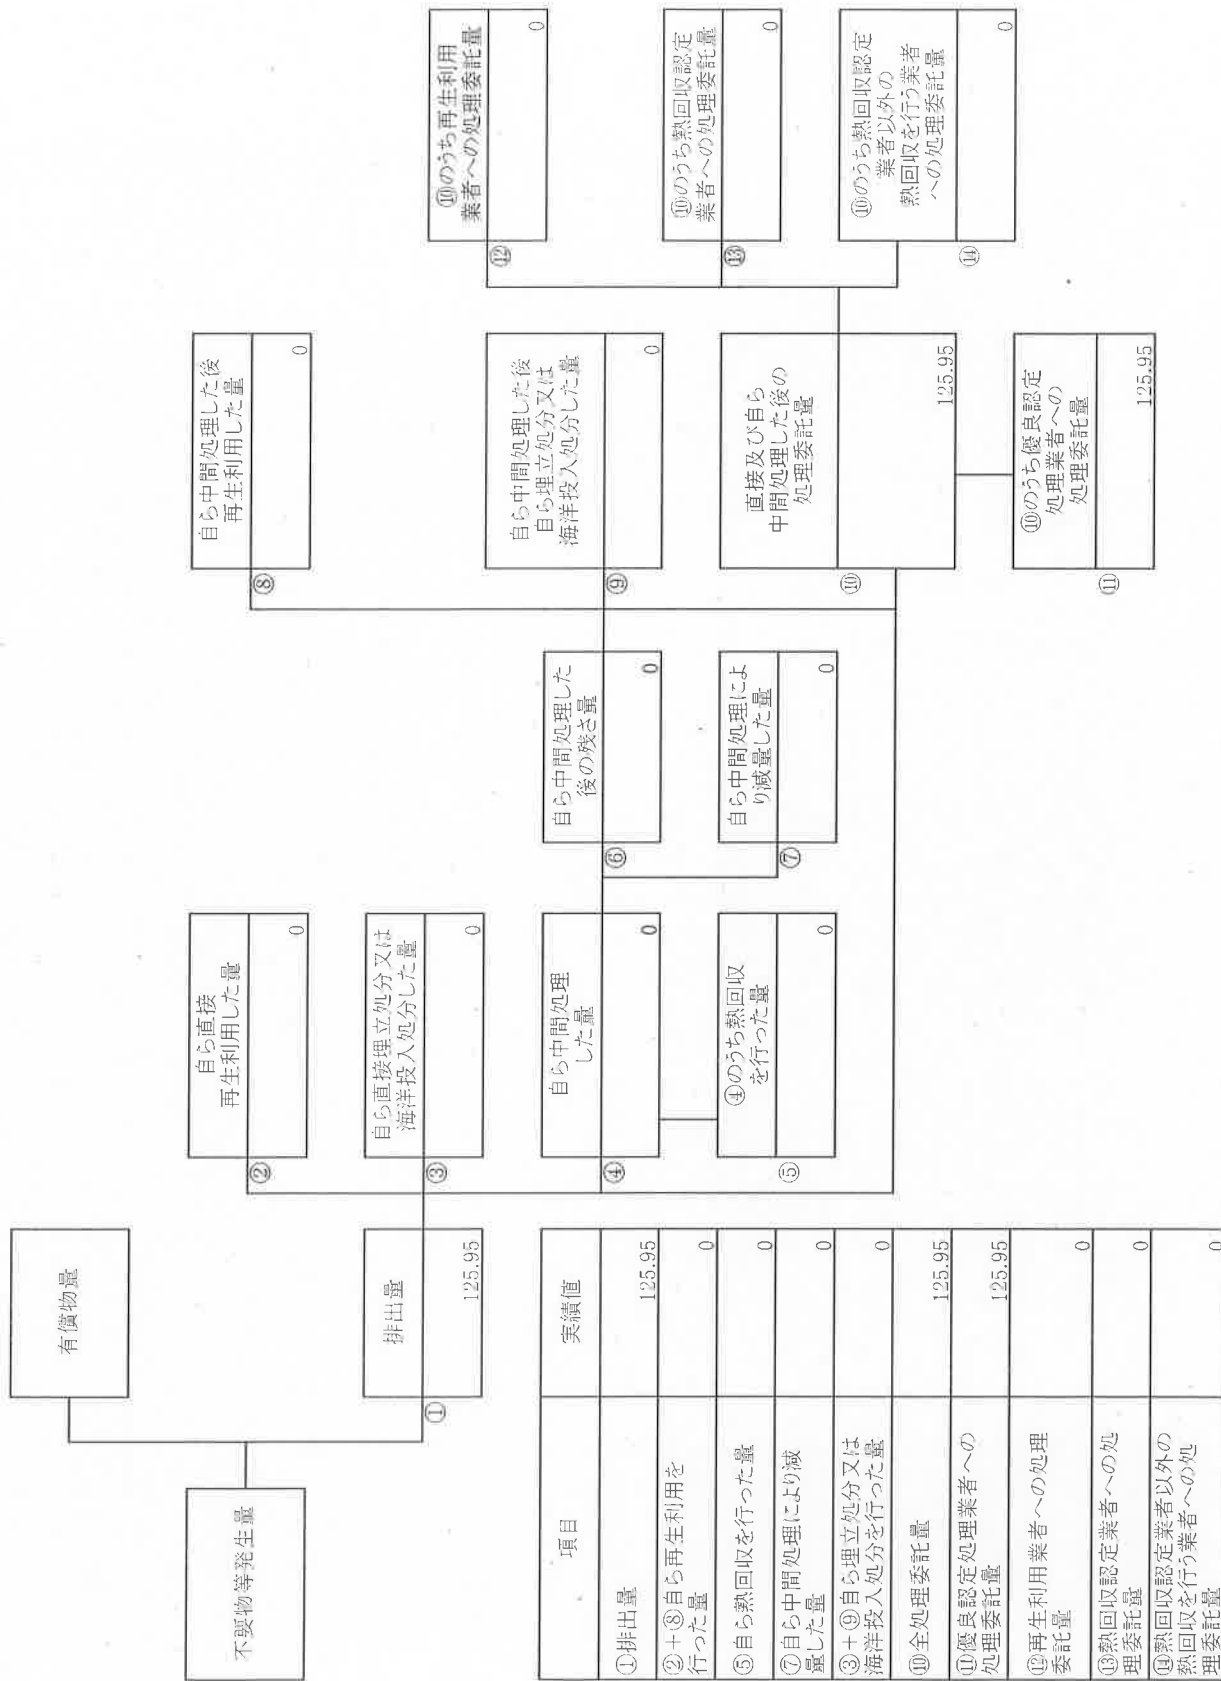 不要物等発生量
有償物量
①
排出量
125.95
②
自ら直接
再生利用した量
0
③
自ら直接埋立処分又は
海洋投入処分した量
0
④
自ら中間処理
した量
0
⑤
④のうち熱回収
を行った量
0
⑥
自ら中間処理した
後の残さ量
0
⑦
自ら中間処理によ
り減量した量
0
⑧
自ら中間処理した後
再生利用した量
0
⑨
自ら中間処理した後
自ら埋立処分又は
海洋投入処分した量
0
⑩
直接及び自ら
中間処理した後の
処理委託量
125.95
⑪
⑩のうち優良認定
処理業者への
処理委託量
125.95
⑫
⑩のうち再生利用
業者への処理委託量
0
⑬
⑩のうち熱回収認定
業者への処理委託量
0
⑭
⑩のうち熱回収認定
業者以外の
熱回収を行う業者
への処理委託量
0
項目 実績値
①排出量 125.95
②+⑧自ら再生利用を
行った量 0
⑤自ら熱回収を行った量 0
⑦自ら中間処理により減
量した量 0
③+⑨自ら埋立処分又は
海洋投入処分を行った量 0
⑩全処理委託量 125.95
⑪優良認定処理業者への
処理委託量 125.95
⑫再生利用業者への処理
委託量 0
⑬熱回収認定業者への処
理委託量 0
⑭熱回収認定業者以外の
熱回収を行う業者への処
理委託量 0